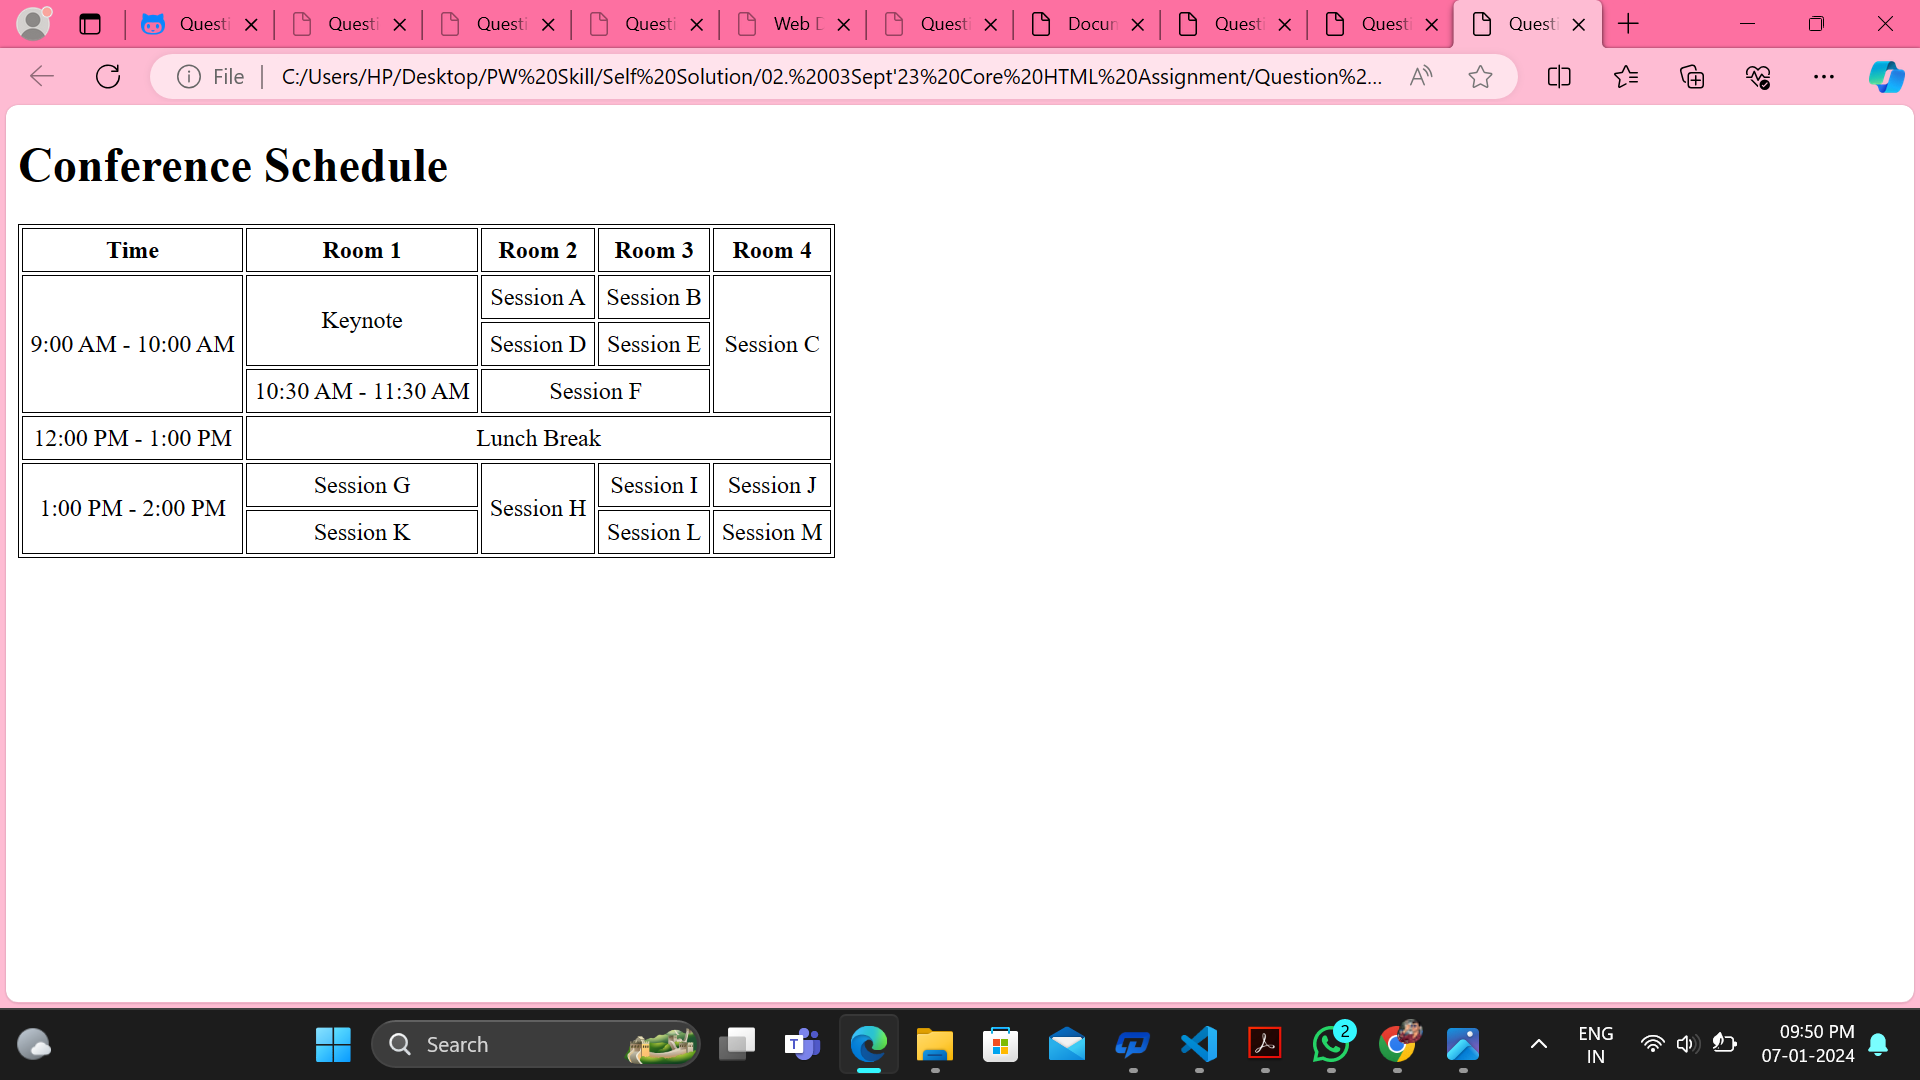 Questi Questi Questi Questi Web D Questi Docum Questi Questi Questi
File C:/Users/HP/Desktop/PW%20Skill/Self%20Solution/02.%2003Sept'23%20Core%20HTML%20Assignment/Question%2...
Conference Schedule
Time Room 1 Room 2 Room 3 Room 4
9:00 AM - 10:00 AM Keynote Session A Session B Session C
Session D Session E
10:30 AM - 11:30 AM Session F
12:00 PM - 1:00 PM Lunch Break
1:00 PM - 2:00 PM Session G Session H Session I Session J
Session K Session L Session M
Search
2
ENG
IN
09:50 PM
07-01-2024